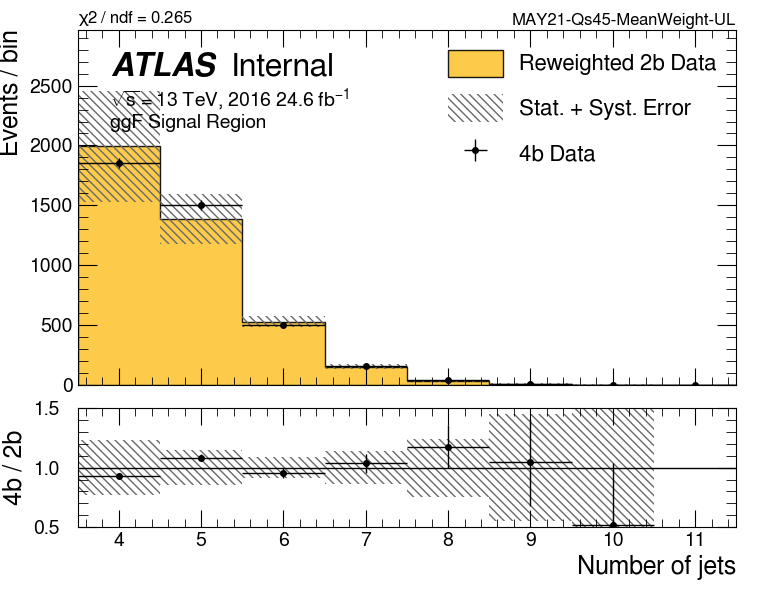 χ² / ndf = 0.265
MAY21-Qs45-MeanWeight-UL
ATLAS Internal
√s = 13 TeV, 2016 24.6 fb⁻¹
ggF Signal Region
Reweighted 2b Data
Stat. + Syst. Error
4b Data
Events / bin
2500
2000
1500
1000
500
0
4b / 2b
1.5
1.0
0.5
4 5 6 7 8 9 10 11
Number of jets